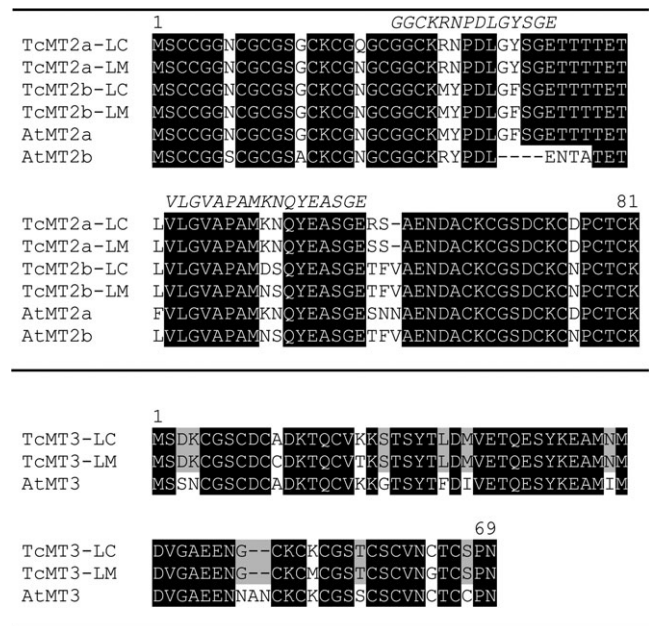 1 GGCKRNPDLGYSGE
TcMT2a-LC MSCCGGNCGCGSGCKCGQGCGGCKRNPDLGYSGETTTTET
TcMT2a-LM MSCCGGNCGCGSGCKCGNGCGGCKRNPDLGYSGETTTTET
TcMT2b-LC MSCCGGNCGCGSGCKCGNGCGGCKMYPDLGFSGETTTTET
TcMT2b-LM MSCCGGNCGCGSGCKCGNGCGGCKMYPDLGFSGETTTTET
AtMT2a MSCCGGNCGCGSGCKCGNGCGGCKMYPDLGFSGETTTTET
AtMT2b MSCCGGSCGCGSACKCGNGCGGCKRYPDL----ENTATET
VLGVAPAMKNQYEASGE 81
TcMT2a-LC LVLGVAPAMKNQYEASGERS-AENDACKCGSDCKCDPCTCK
TcMT2a-LM LVLGVAPAMKNQYEASGESS-AENDACKCGSDCKCDPCTCK
TcMT2b-LC LVLGVAPAMDSQYEASGETFVAENDACKCGSDCKCNPCTCK
TcMT2b-LM LVLGVAPAMNSQYEASGETFVAENDACKCGSDCKCNPCTCK
AtMT2a FVLGVAPAMKNQYEASGESNNAENDACKCGSDCKCDPCTCK
AtMT2b LVLGVAPAMNSQYEASGETFVAENDACKCGSDCKCNPCTCK
1
TcMT3-LC MSDKCGSCDCADKTQCVKKSTSYTLDMVETQESYKEAMNM
TcMT3-LM MSDKCGSCDCCDKTQCVTKSTSYTLDMVETQESYKEAMNM
AtMT3 MSSNCGSCDCADKTQCVKKGTSYTFDIVETQESYKEAMIM
69
TcMT3-LC DVGAEENG--CKCKCGSTCSCVNCTCSPN
TcMT3-LM DVGAEENG--CKCMCGSTCSCVNGTCSPN
AtMT3 DVGAEENNANCKCKCGSSCSCVNCTCCPN